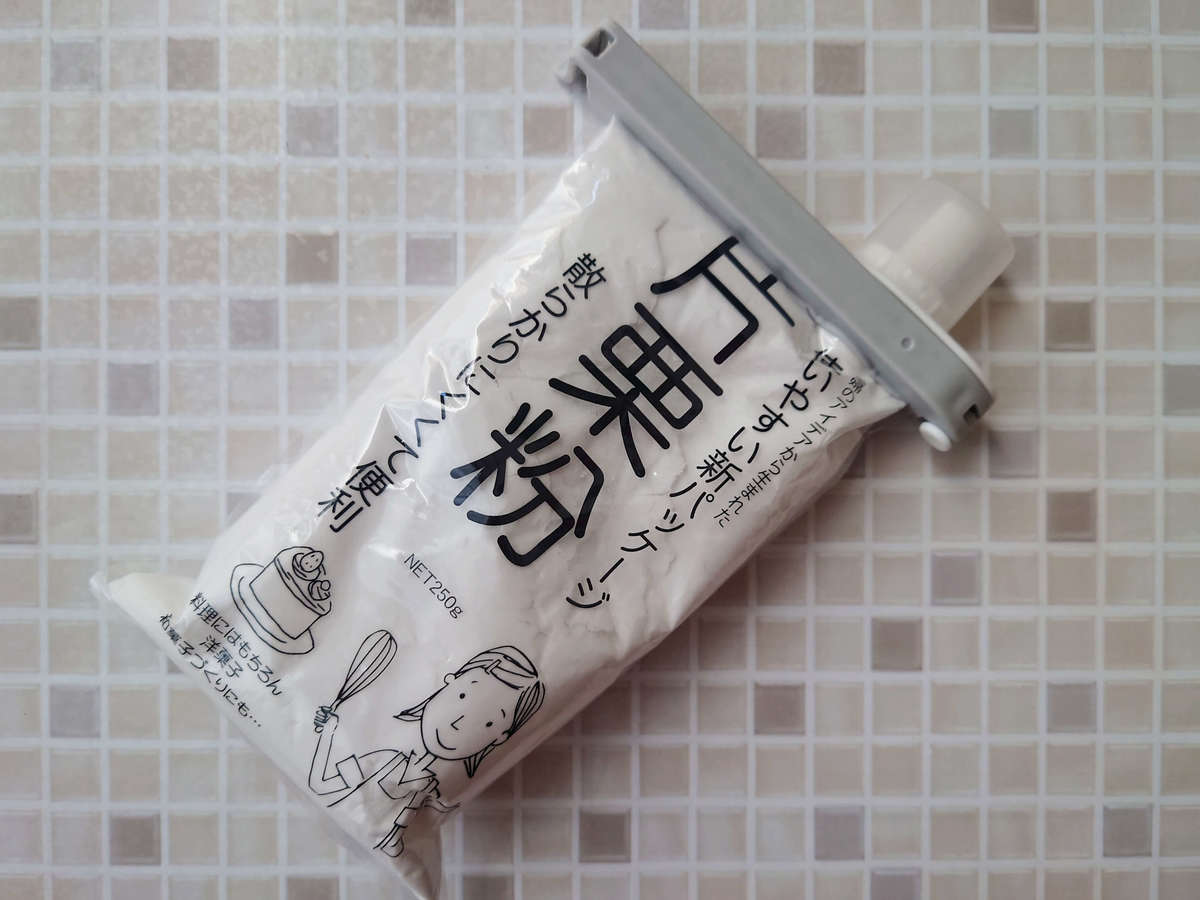 のアイデアから生まれた
使いやすい新パッケージ
片栗粉
散らかりにくくて便利
NET250g
料理にはもちろん
洋菓子
お菓子づくりにも…